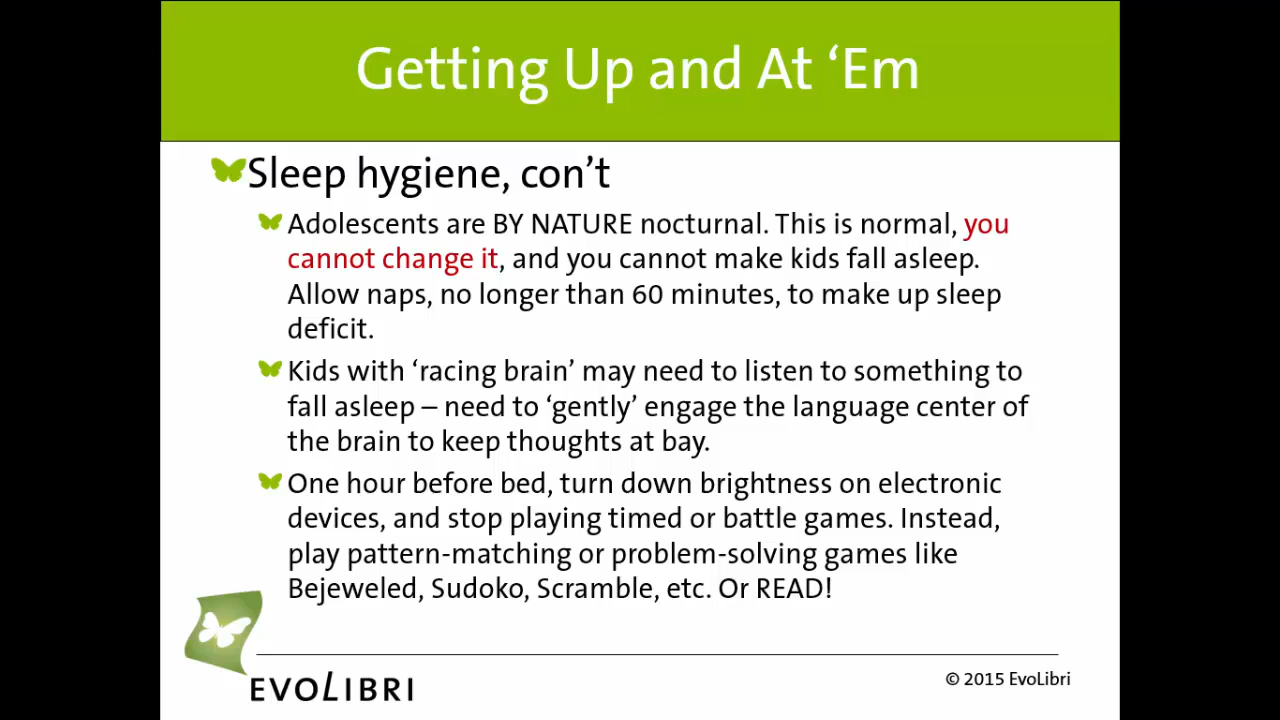 Getting Up and At ‘Em
Sleep hygiene, con’t
Adolescents are BY NATURE nocturnal. This is normal, you
cannot change it, and you cannot make kids fall asleep.
Allow naps, no longer than 60 minutes, to make up sleep
deficit.
Kids with ‘racing brain’ may need to listen to something to
fall asleep – need to ‘gently’ engage the language center of
the brain to keep thoughts at bay.
One hour before bed, turn down brightness on electronic
devices, and stop playing timed or battle games. Instead,
play pattern-matching or problem-solving games like
Bejeweled, Sudoko, Scramble, etc. Or READ!
EVOLIBRI
© 2015 EvoLibri